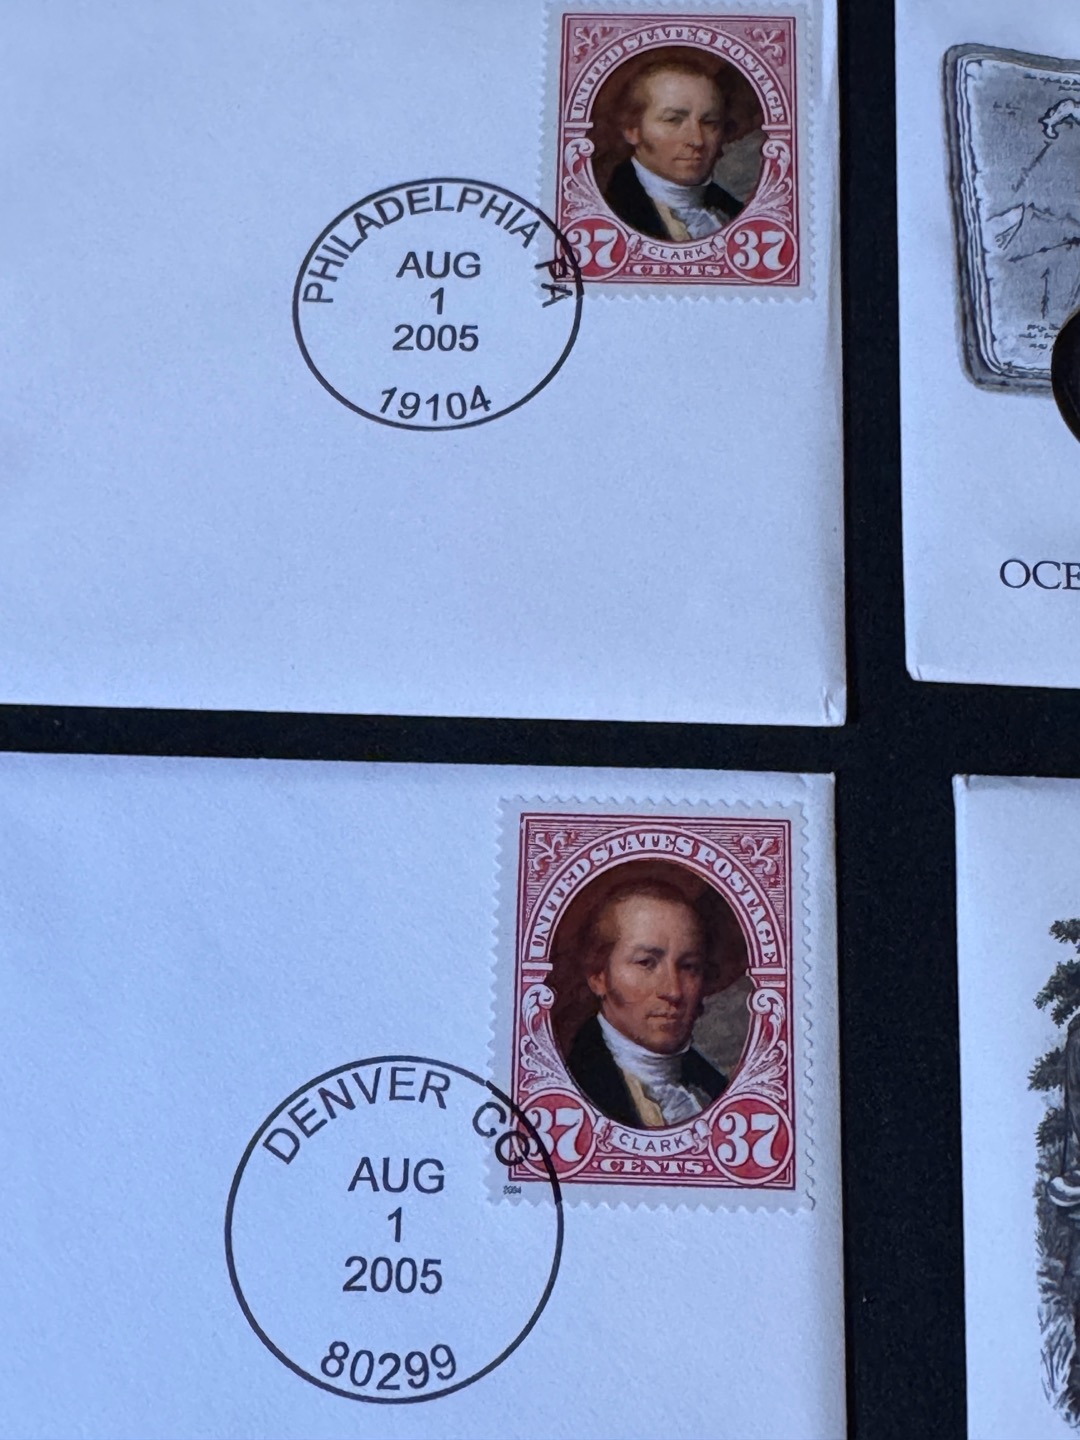 UNITED STATES POSTAGE
37 CLARK 37
CENTS
PHILADELPHIA PA
AUG
1
2005
19104
OCE
UNITED STATES POSTAGE
37 CLARK 37
CENTS
2004
DENVER CO
AUG
1
2005
80299